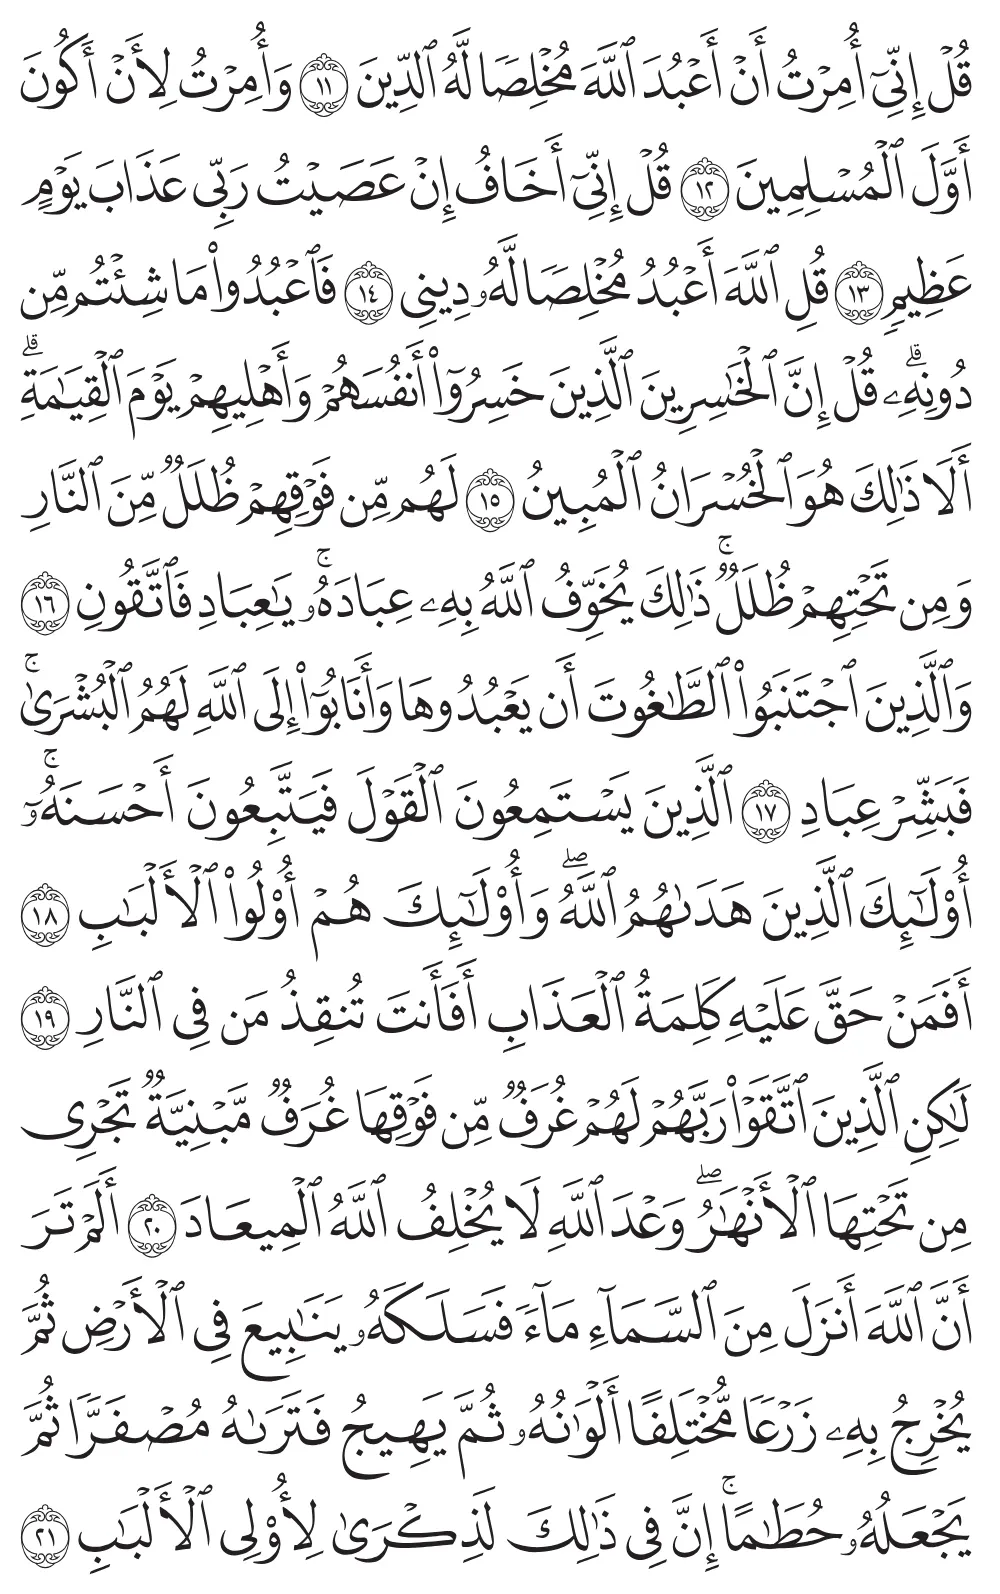 قُلْ إِنِّىٓ أُمِرْتُ أَنْ أَعْبُدَ ٱللَّهَ مُخْلِصًا لَّهُ ٱلدِّينَ ١١ وَأُمِرْتُ لِأَنْ أَكُونَ
أَوَّلَ ٱلْمُسْلِمِينَ ١٢ قُلْ إِنِّىٓ أَخَافُ إِنْ عَصَيْتُ رَبِّى عَذَابَ يَوْمٍ
عَظِيمٍ ١٣ قُلِ ٱللَّهَ أَعْبُدُ مُخْلِصًا لَّهُۥ دِينِى ١٤ فَٱعْبُدُوا۟ مَا شِئْتُم مِّن
دُونِهِۦ ۗ قُلْ إِنَّ ٱلْخَـٰسِرِينَ ٱلَّذِينَ خَسِرُوٓا۟ أَنفُسَهُمْ وَأَهْلِيهِمْ يَوْمَ ٱلْقِيَـٰمَةِ ۗ
أَلَا ذَٰلِكَ هُوَ ٱلْخُسْرَانُ ٱلْمُبِينُ ١٥ لَهُم مِّن فَوْقِهِمْ ظُلَلٌ مِّنَ ٱلنَّارِ
وَمِن تَحْتِهِمْ ظُلَلٌ ۚ ذَٰلِكَ يُخَوِّفُ ٱللَّهُ بِهِۦ عِبَادَهُۥ ۚ يَـٰعِبَادِ فَٱتَّقُونِ ١٦
وَٱلَّذِينَ ٱجْتَنَبُوا۟ ٱلطَّـٰغُوتَ أَن يَعْبُدُوهَا وَأَنَابُوٓا۟ إِلَى ٱللَّهِ لَهُمُ ٱلْبُشْرَىٰ ۚ
فَبَشِّرْ عِبَادِ ١٧ ٱلَّذِينَ يَسْتَمِعُونَ ٱلْقَوْلَ فَيَتَّبِعُونَ أَحْسَنَهُۥٓ ۚ
أُو۟لَـٰٓئِكَ ٱلَّذِينَ هَدَىٰهُمُ ٱللَّهُ ۖ وَأُو۟لَـٰٓئِكَ هُمْ أُو۟لُوا۟ ٱلْأَلْبَـٰبِ ١٨
أَفَمَنْ حَقَّ عَلَيْهِ كَلِمَةُ ٱلْعَذَابِ أَفَأَنتَ تُنقِذُ مَن فِى ٱلنَّارِ ١٩
لَـٰكِنِ ٱلَّذِينَ ٱتَّقَوْا۟ رَبَّهُمْ لَهُمْ غُرَفٌ مِّن فَوْقِهَا غُرَفٌ مَّبْنِيَّةٌ تَجْرِى
مِن تَحْتِهَا ٱلْأَنْهَـٰرُ ۖ وَعْدَ ٱللَّهِ لَا يُخْلِفُ ٱللَّهُ ٱلْمِيعَادَ ٢٠ أَلَمْ تَرَ
أَنَّ ٱللَّهَ أَنزَلَ مِنَ ٱلسَّمَآءِ مَآءً فَسَلَكَهُۥ يَنَـٰبِيعَ فِى ٱلْأَرْضِ ثُمَّ
يُخْرِجُ بِهِۦ زَرْعًا مُّخْتَلِفًا أَلْوَٰنُهُۥ ثُمَّ يَهِيجُ فَتَرَىٰهُ مُصْفَرًّا ثُمَّ
يَجْعَلُهُۥ حُطَـٰمًا ۚ إِنَّ فِى ذَٰلِكَ لَذِكْرَىٰ لِأُو۟لِى ٱلْأَلْبَـٰبِ ٢١